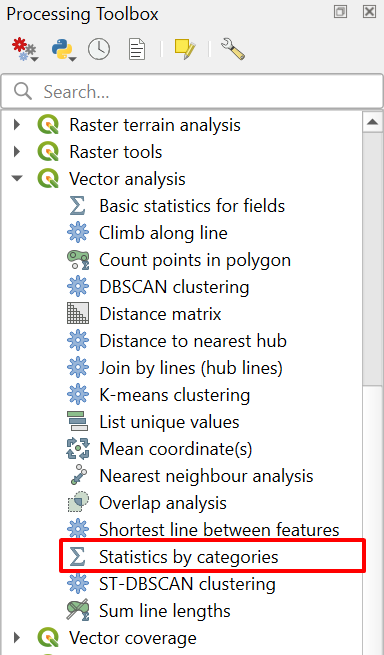 Processing Toolbox
Search...
Raster terrain analysis
Raster tools
Vector analysis
Basic statistics for fields
Climb along line
Count points in polygon
DBSCAN clustering
Distance matrix
Distance to nearest hub
Join by lines (hub lines)
K-means clustering
List unique values
Mean coordinate(s)
Nearest neighbour analysis
Overlap analysis
Shortest line between features
Statistics by categories
ST-DBSCAN clustering
Sum line lengths
Vector coverage